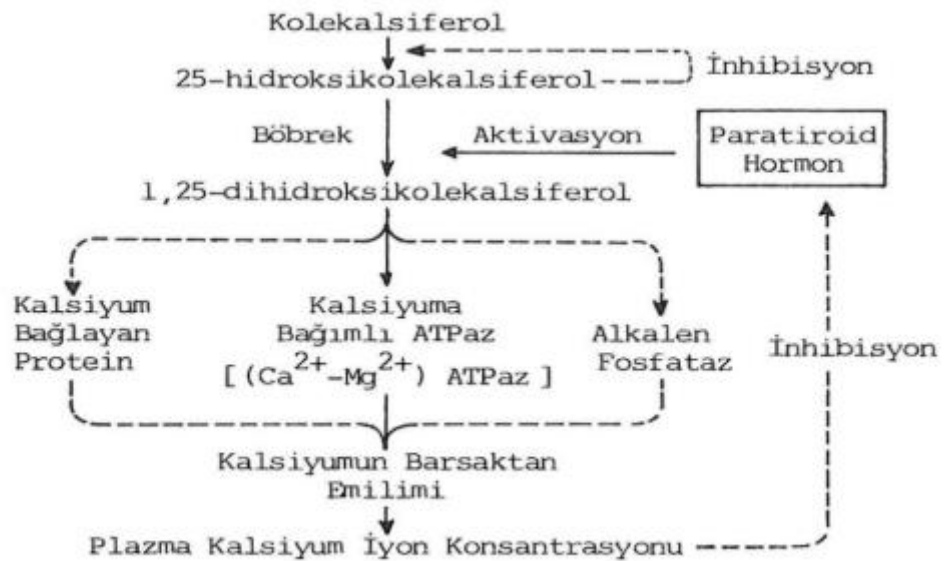 Kolekalsiferol
25-hidroksikolekalsiferol
İnhibisyon
Böbrek
Aktivasyon
Paratiroid
Hormon
1,25-dihidroksikolekalsiferol
Kalsiyum
Bağlayan
Protein
Kalsiyuma
Bağımlı ATPaz
[(Ca²⁺-Mg²⁺) ATPaz]
Alkalen
Fosfataz
İnhibisyon
Kalsiyumun Barsaktan
Emilimi
Plazma Kalsiyum İyon Konsantrasyonu